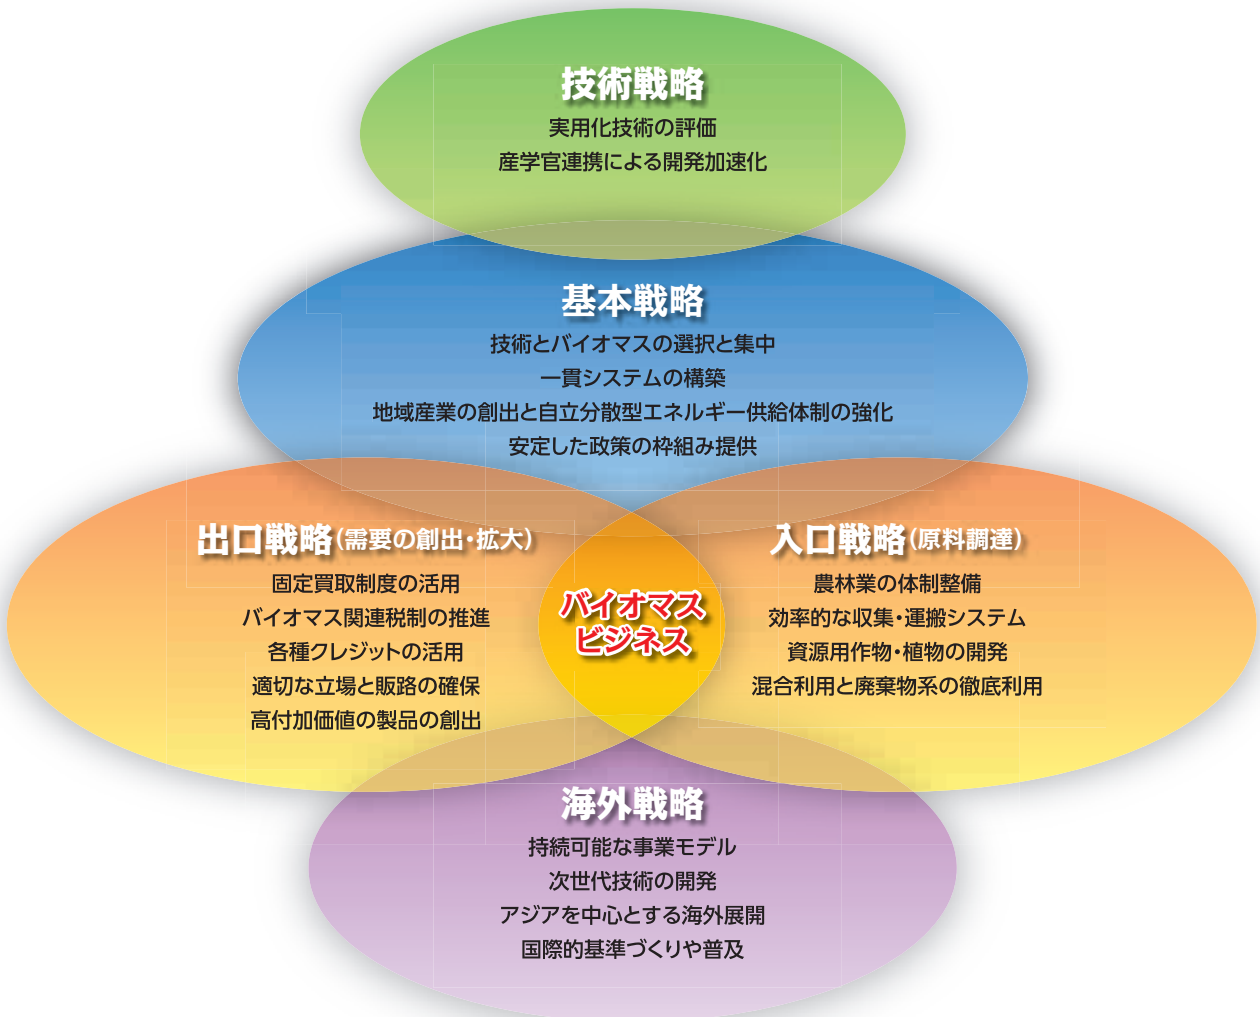 技術戦略
実用化技術の評価
産学官連携による開発加速化
基本戦略
技術とバイオマスの選択と集中
一貫システムの構築
地域産業の創出と自立分散型エネルギー供給体制の強化
安定した政策の枠組み提供
出口戦略(需要の創出・拡大)
固定買取制度の活用
バイオマス関連税制の推進
各種クレジットの活用
適切な立場と販路の確保
高付加価値の製品の創出
バイオマス
ビジネス
入口戦略(原料調達)
農林業の体制整備
効率的な収集・運搬システム
資源用作物・植物の開発
混合利用と廃棄物系の徹底利用
海外戦略
持続可能な事業モデル
次世代技術の開発
アジアを中心とする海外展開
国際的基準づくりや普及